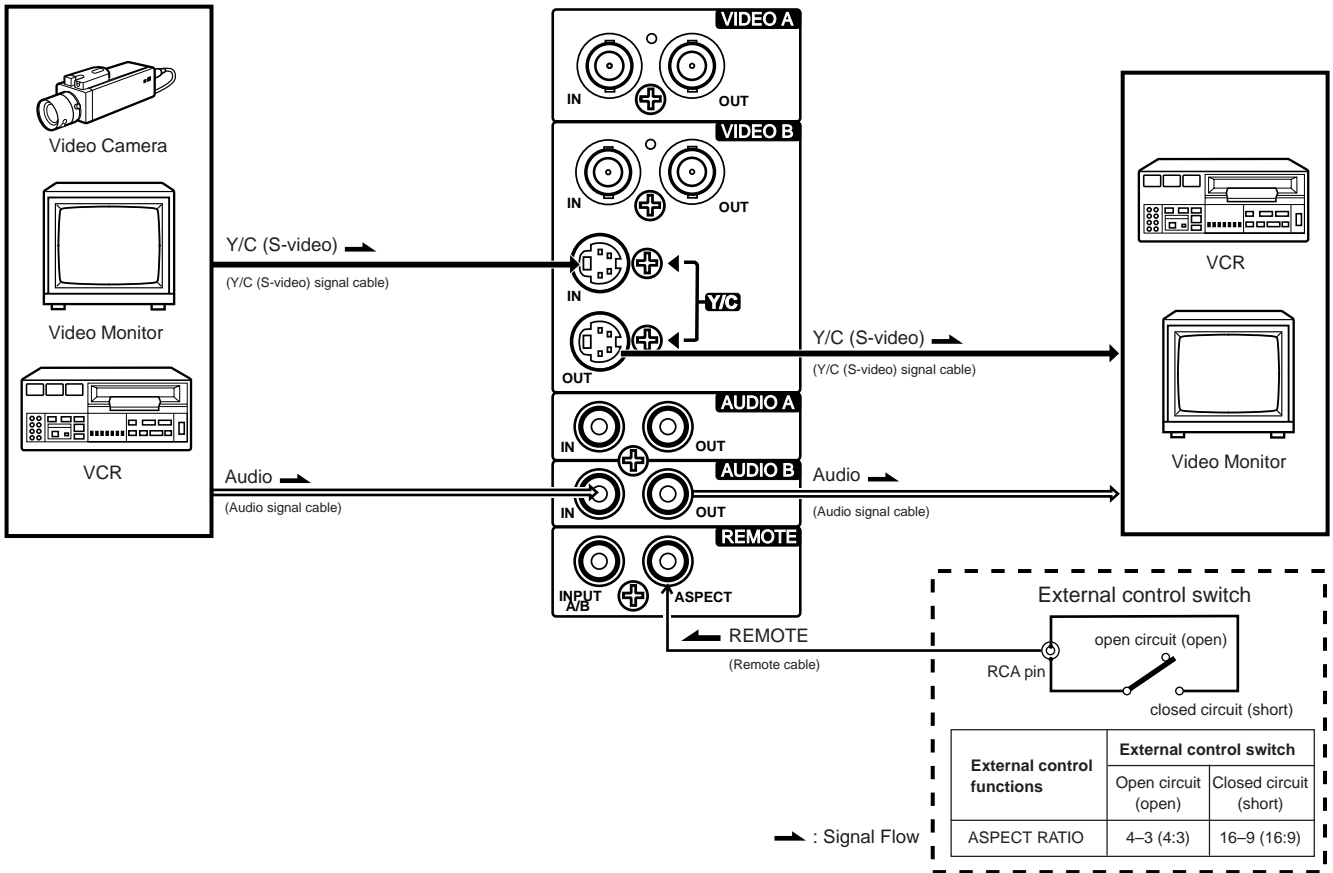 Video Camera
Video Monitor
VCR
Y/C (S-video)
(Y/C (S-video) signal cable)
Audio
(Audio signal cable)
VIDEO A
IN
OUT
VIDEO B
IN
OUT
IN
Y/C
OUT
AUDIO A
IN
OUT
AUDIO B
IN
OUT
REMOTE
INPUT
A/B
ASPECT
Y/C (S-video)
(Y/C (S-video) signal cable)
Audio
(Audio signal cable)
VCR
Video Monitor
REMOTE
(Remote cable)
External control switch
open circuit (open)
RCA pin
closed circuit (short)
External control functions
External control switch
Open circuit (open)
Closed circuit (short)
ASPECT RATIO
4–3 (4:3)
16–9 (16:9)
: Signal Flow